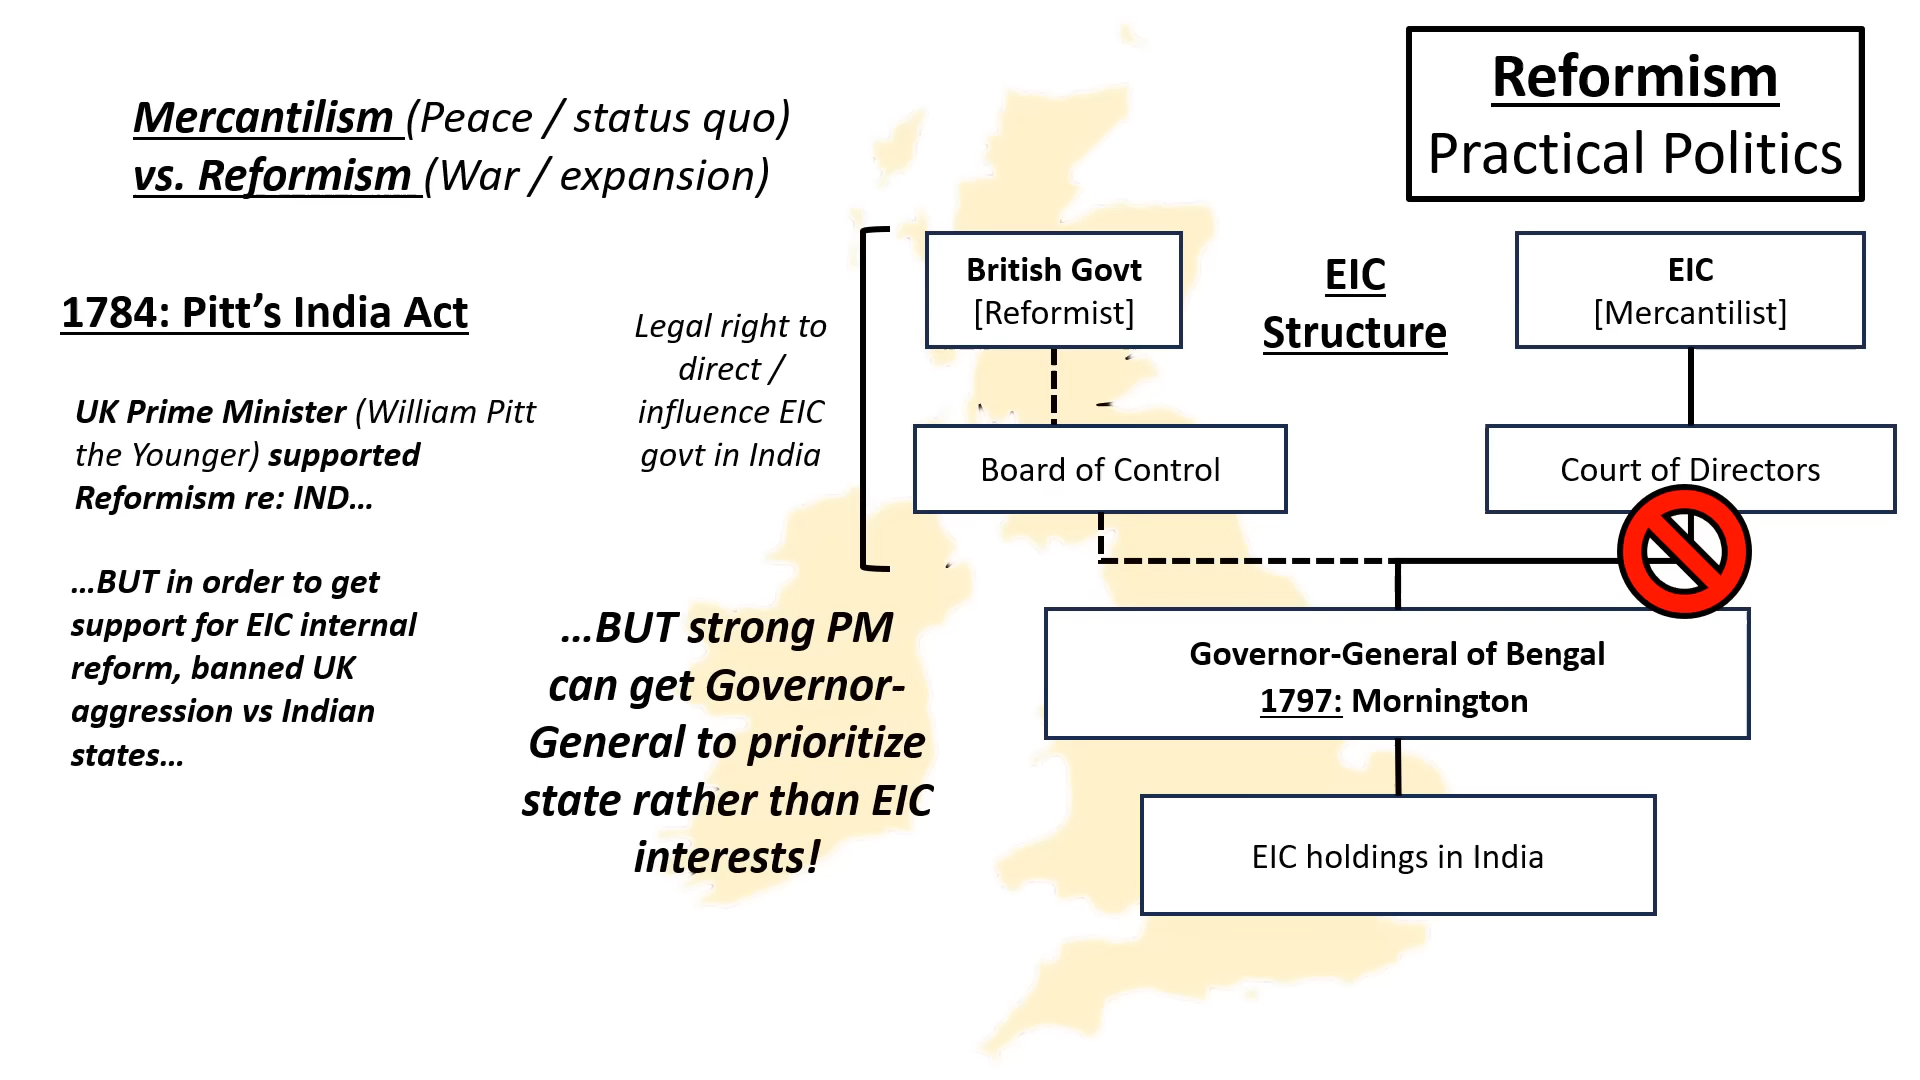 Reformism
Practical Politics
Mercantilism (Peace / status quo)
vs. Reformism (War / expansion)
1784: Pitt’s India Act
UK Prime Minister (William Pitt
the Younger) supported
Reformism re: IND…
…BUT in order to get
support for EIC internal
reform, banned UK
aggression vs Indian
states…
Legal right to
direct /
influence EIC
govt in India
…BUT strong PM
can get Governor-
General to prioritize
state rather than EIC
interests!
British Govt
[Reformist]
EIC
Structure
EIC
[Mercantilist]
Board of Control
Court of Directors
Governor-General of Bengal
1797: Mornington
EIC holdings in India